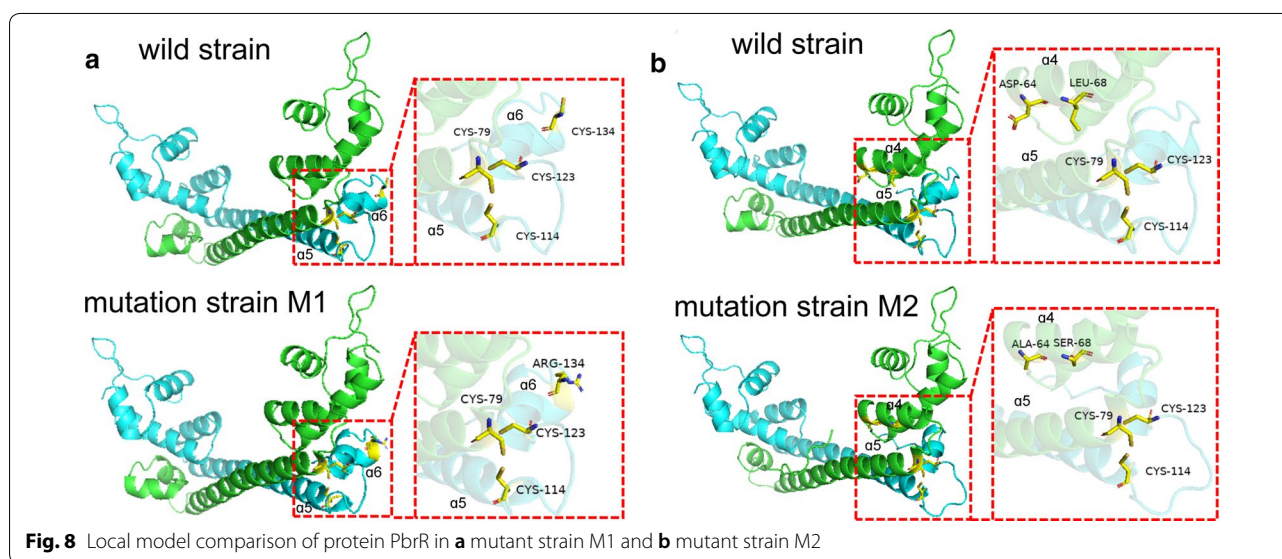 a
wild strain
α6
α5
CYS-79
α6
CYS-134
CYS-123
α5
CYS-114
mutation strain M1
α6
α5
ARG-134
α6
CYS-79
CYS-123
CYS-114
α5
b
wild strain
α4
α5
α4
ASP-64
LEU-68
α5
CYS-79
CYS-123
CYS-114
mutation strain M2
α4
α5
α4
ALA-64
SER-68
α5
CYS-79
CYS-123
CYS-114
Fig. 8 Local model comparison of protein PbrR in a mutant strain M1 and b mutant strain M2